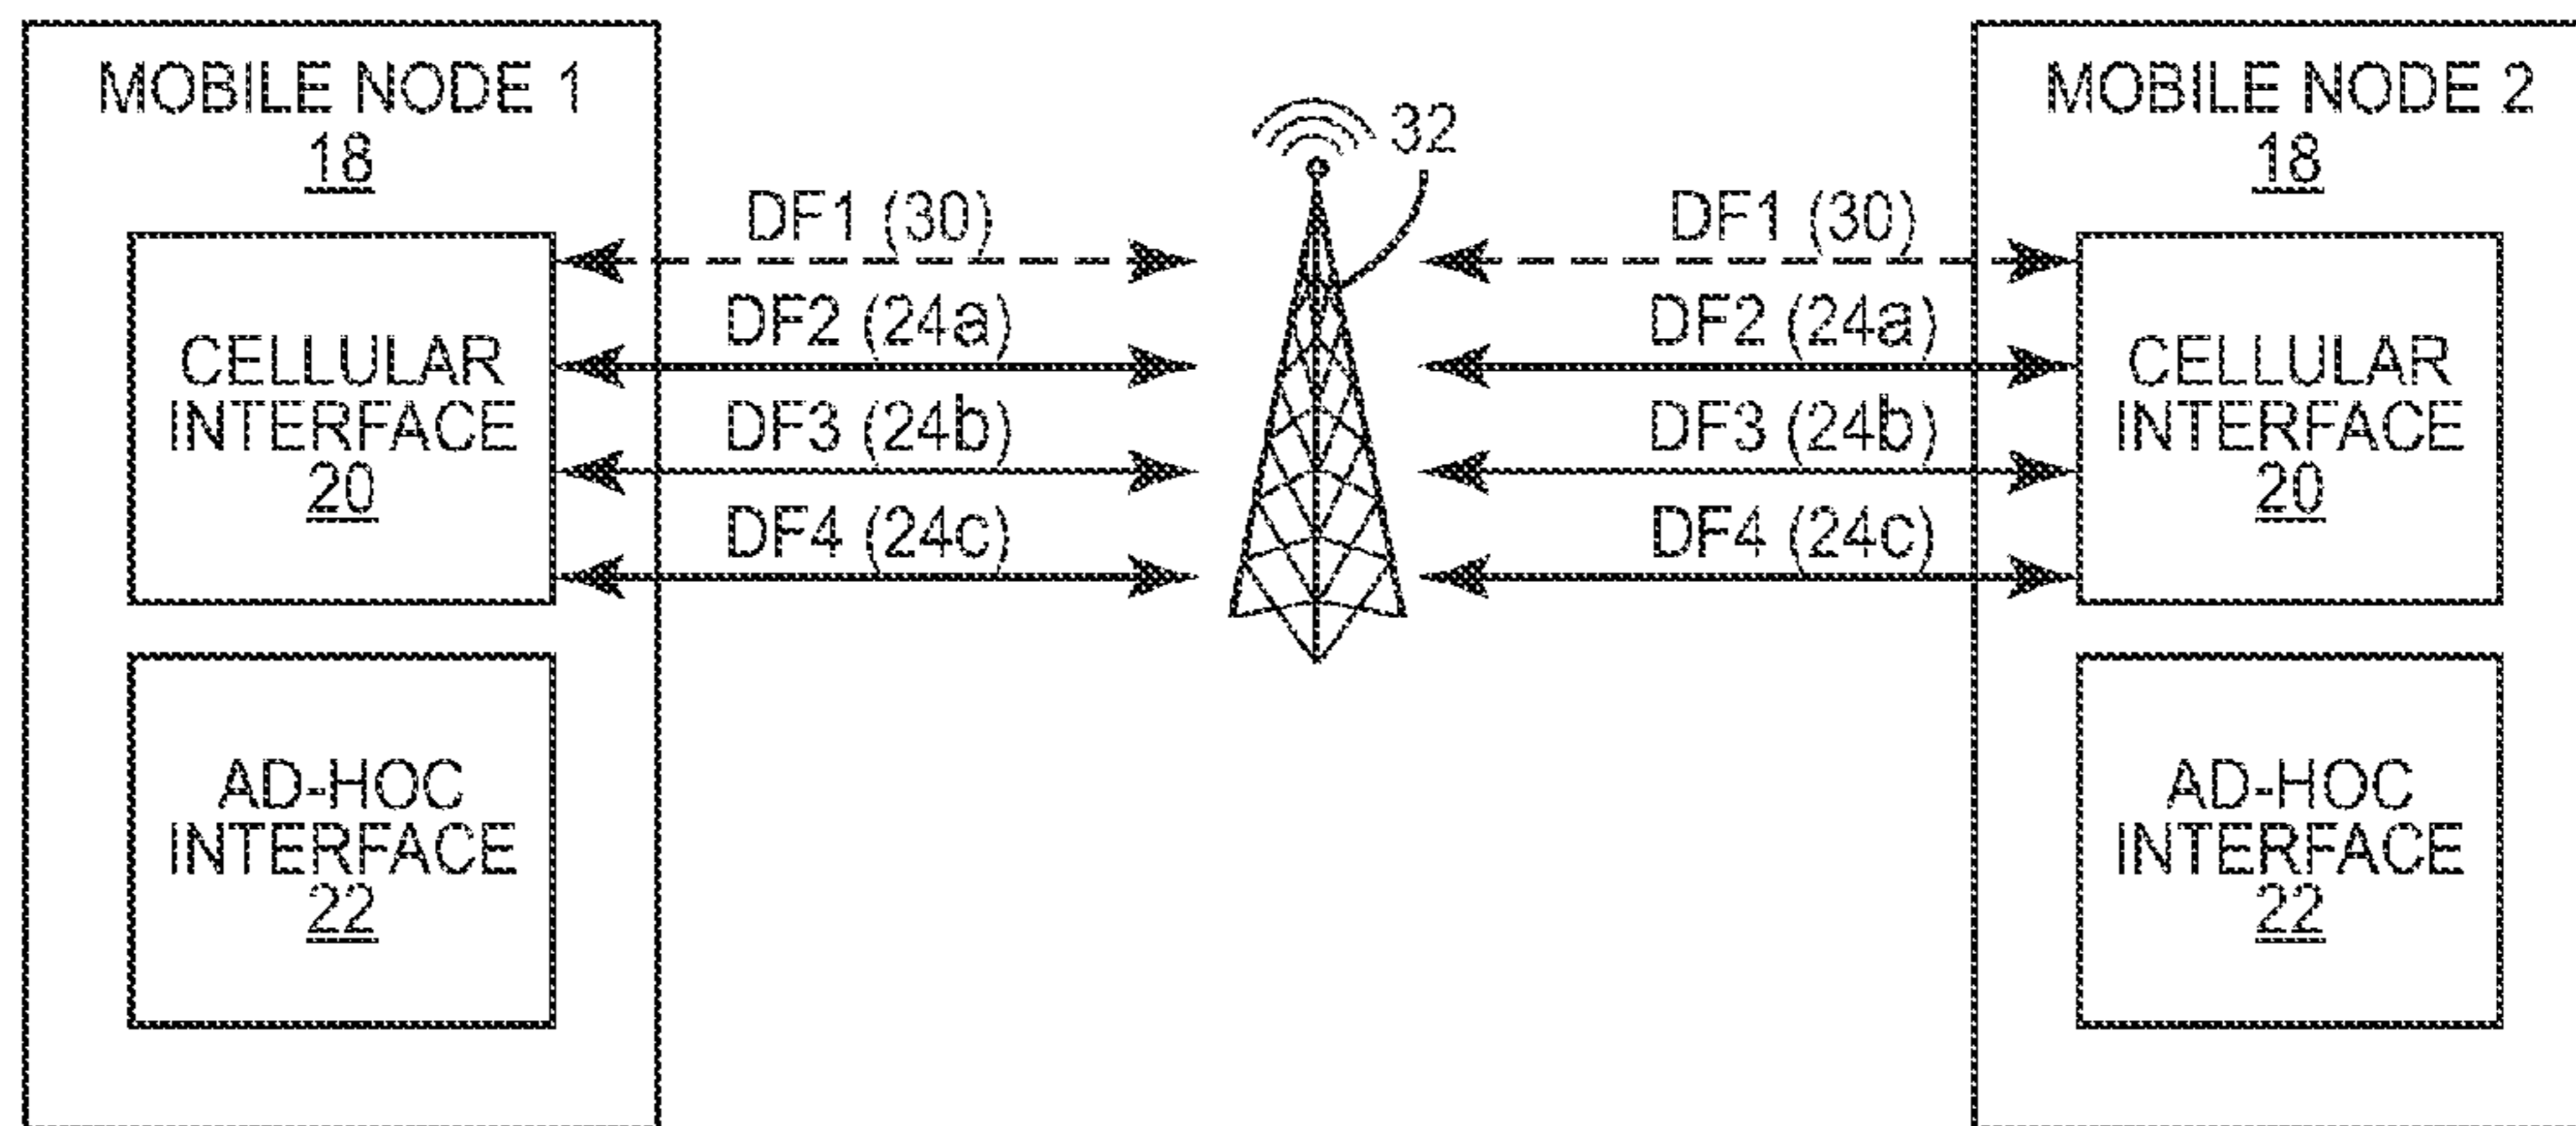 MOBILE NODE 1
18
CELLULAR
INTERFACE
20
AD-HOC
INTERFACE
22
DF1 (30)
DF2 (24a)
DF3 (24b)
DF4 (24c)
32
DF1 (30)
DF2 (24a)
DF3 (24b)
DF4 (24c)
MOBILE NODE 2
18
CELLULAR
INTERFACE
20
AD-HOC
INTERFACE
22